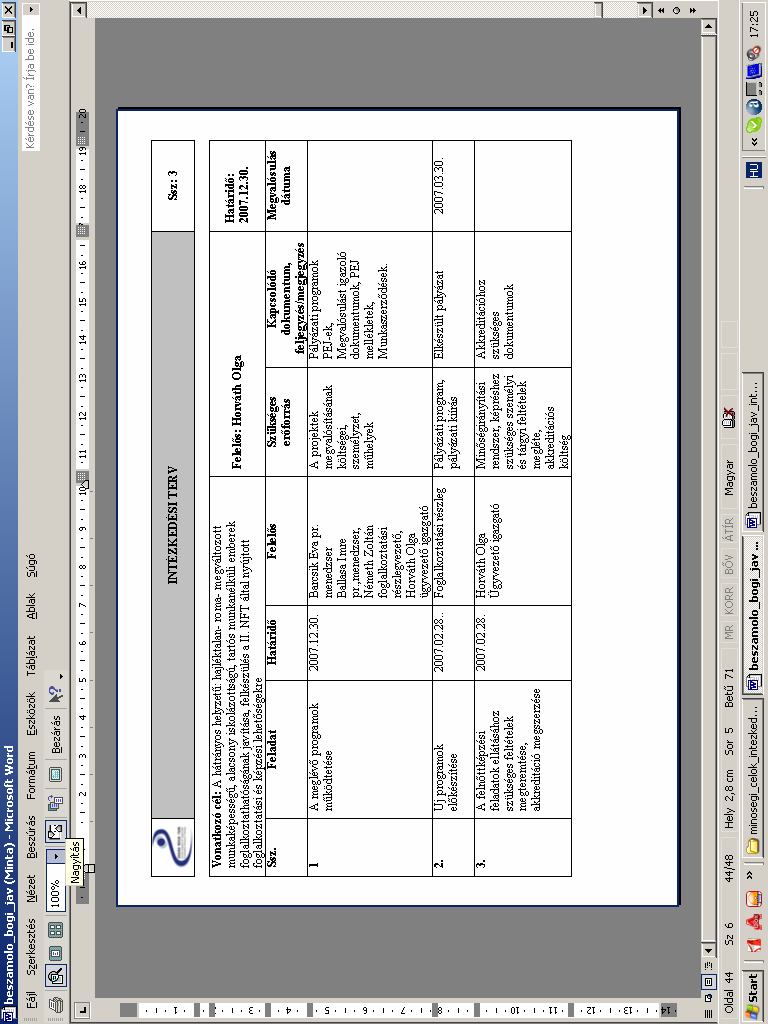 beszamolo_bogi_jav (Minta) - Microsoft Word
Fájl Szerkesztés Nézet Beszúrás Formátum Eszközök Táblázat Ablak Súgó
Kérdése van? Írja be ide.
100% Bezárás
Nagyítás
INTÉZKEDÉSI TERV
Ssz: 3
Vonatkozó cél: A hátrányos helyzetű: hajléktalan- roma- megváltozott
munkaképességű, alacsony iskolázottságú, tartós munkanélküli emberek
foglalkoztathatóságának javítása, felkészülés a II. NFT által nyújtott
foglalkoztatási és képzési lehetőségekre
Felelős: Horváth Olga
Határidő:
2007.12.30.
Ssz.
Feladat
Határidő
Felelős
Szükséges
erőforrás
Kapcsolódó
dokumentum,
feljegyzés/megjegyzés
Megvalósulás
dátuma
1
A meglévő programok
működtetése
2007.12.30.
Barcsik Éva pr.
menedzser
Ballasa Imre
pr.,menedzser,
Németh Zoltán
foglalkoztatási
részlegvezető,
Horváth Olga
ügyvezető igazgató
A projektek
megvalósításának
költségei,
személyzet,
műhelyek
Pályázati programok
PEJ-ek,
Megvalósulást igazoló
dokumentumok, PEJ
mellékletek,
Munkaszerződések.
2.
Új programok
előkészítése
2007.02.28..
Foglalkoztatási részleg
Pályázati program,
pályázati kiírás
Elkészült pályázat
2007.03.30.
3.
A felnőttképzési
feladatok ellátásához
szükséges feltételek
megteremtése,
akkreditáció megszerzése
2007.02.28.
Horváth Olga
Ügyvezető igazgató
Minőségirányítási
rendszer, képzéshez
szükséges személyi
és tárgyi feltételek
megléte,
akkreditációs
költség
Akkreditációhoz
szükséges
dokumentumok
Oldal 44 Sz 6 44/48 Hely 2,8 cm Sor 5 Betű 71 MR KORR BŐV ÁTÍR Magyar
Start » minosegi_celok_intezked... beszamolo_bogi_jav ... beszamolo_bogi_jav_int... HU « 17:25